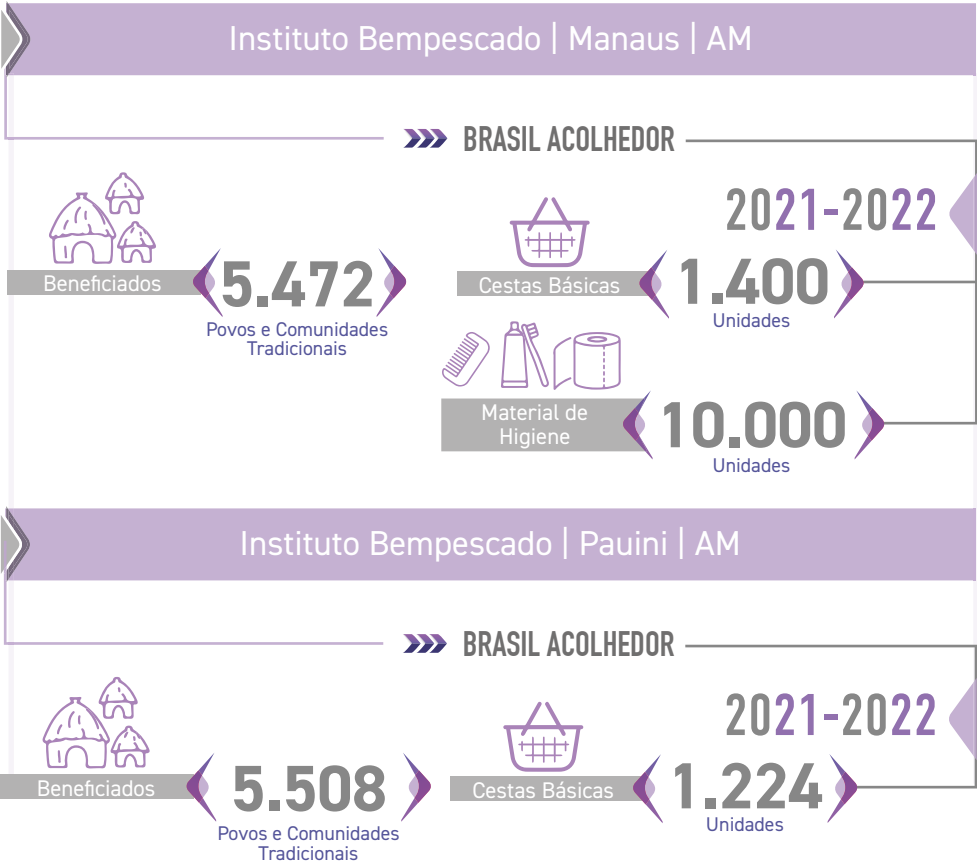 Instituto Bempescado | Manaus | AM
BRASIL ACOLHEDOR
2021-2022
Beneficiados
5.472
Povos e Comunidades
Tradicionais
Cestas Básicas
1.400
Unidades
Material de
Higiene
10.000
Unidades
Instituto Bempescado | Pauini | AM
BRASIL ACOLHEDOR
2021-2022
Beneficiados
5.508
Povos e Comunidades
Tradicionais
Cestas Básicas
1.224
Unidades